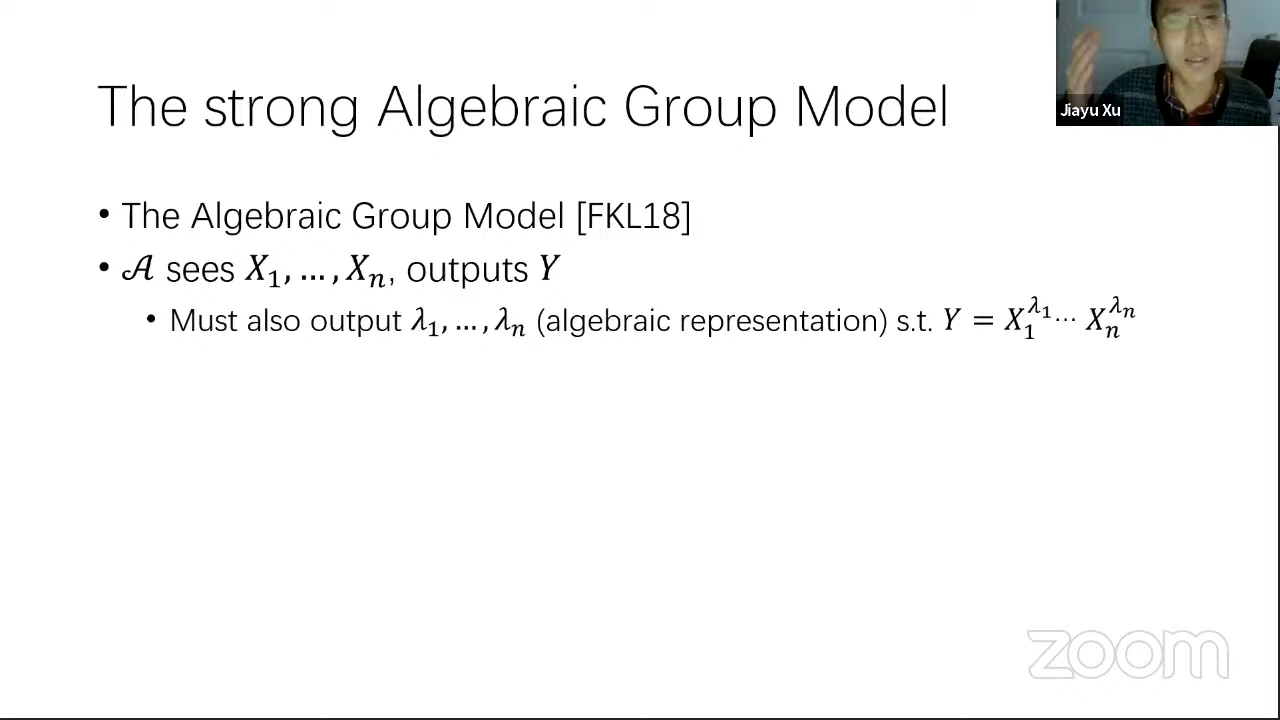 The strong Algebraic Group Model
Jiayu Xu
• The Algebraic Group Model [FKL18]
• 𝒜 sees X₁, … , Xₙ, outputs Y
• Must also output λ₁, … , λₙ (algebraic representation) s.t. Y = X₁^λ₁ ⋯ Xₙ^λₙ
zoom